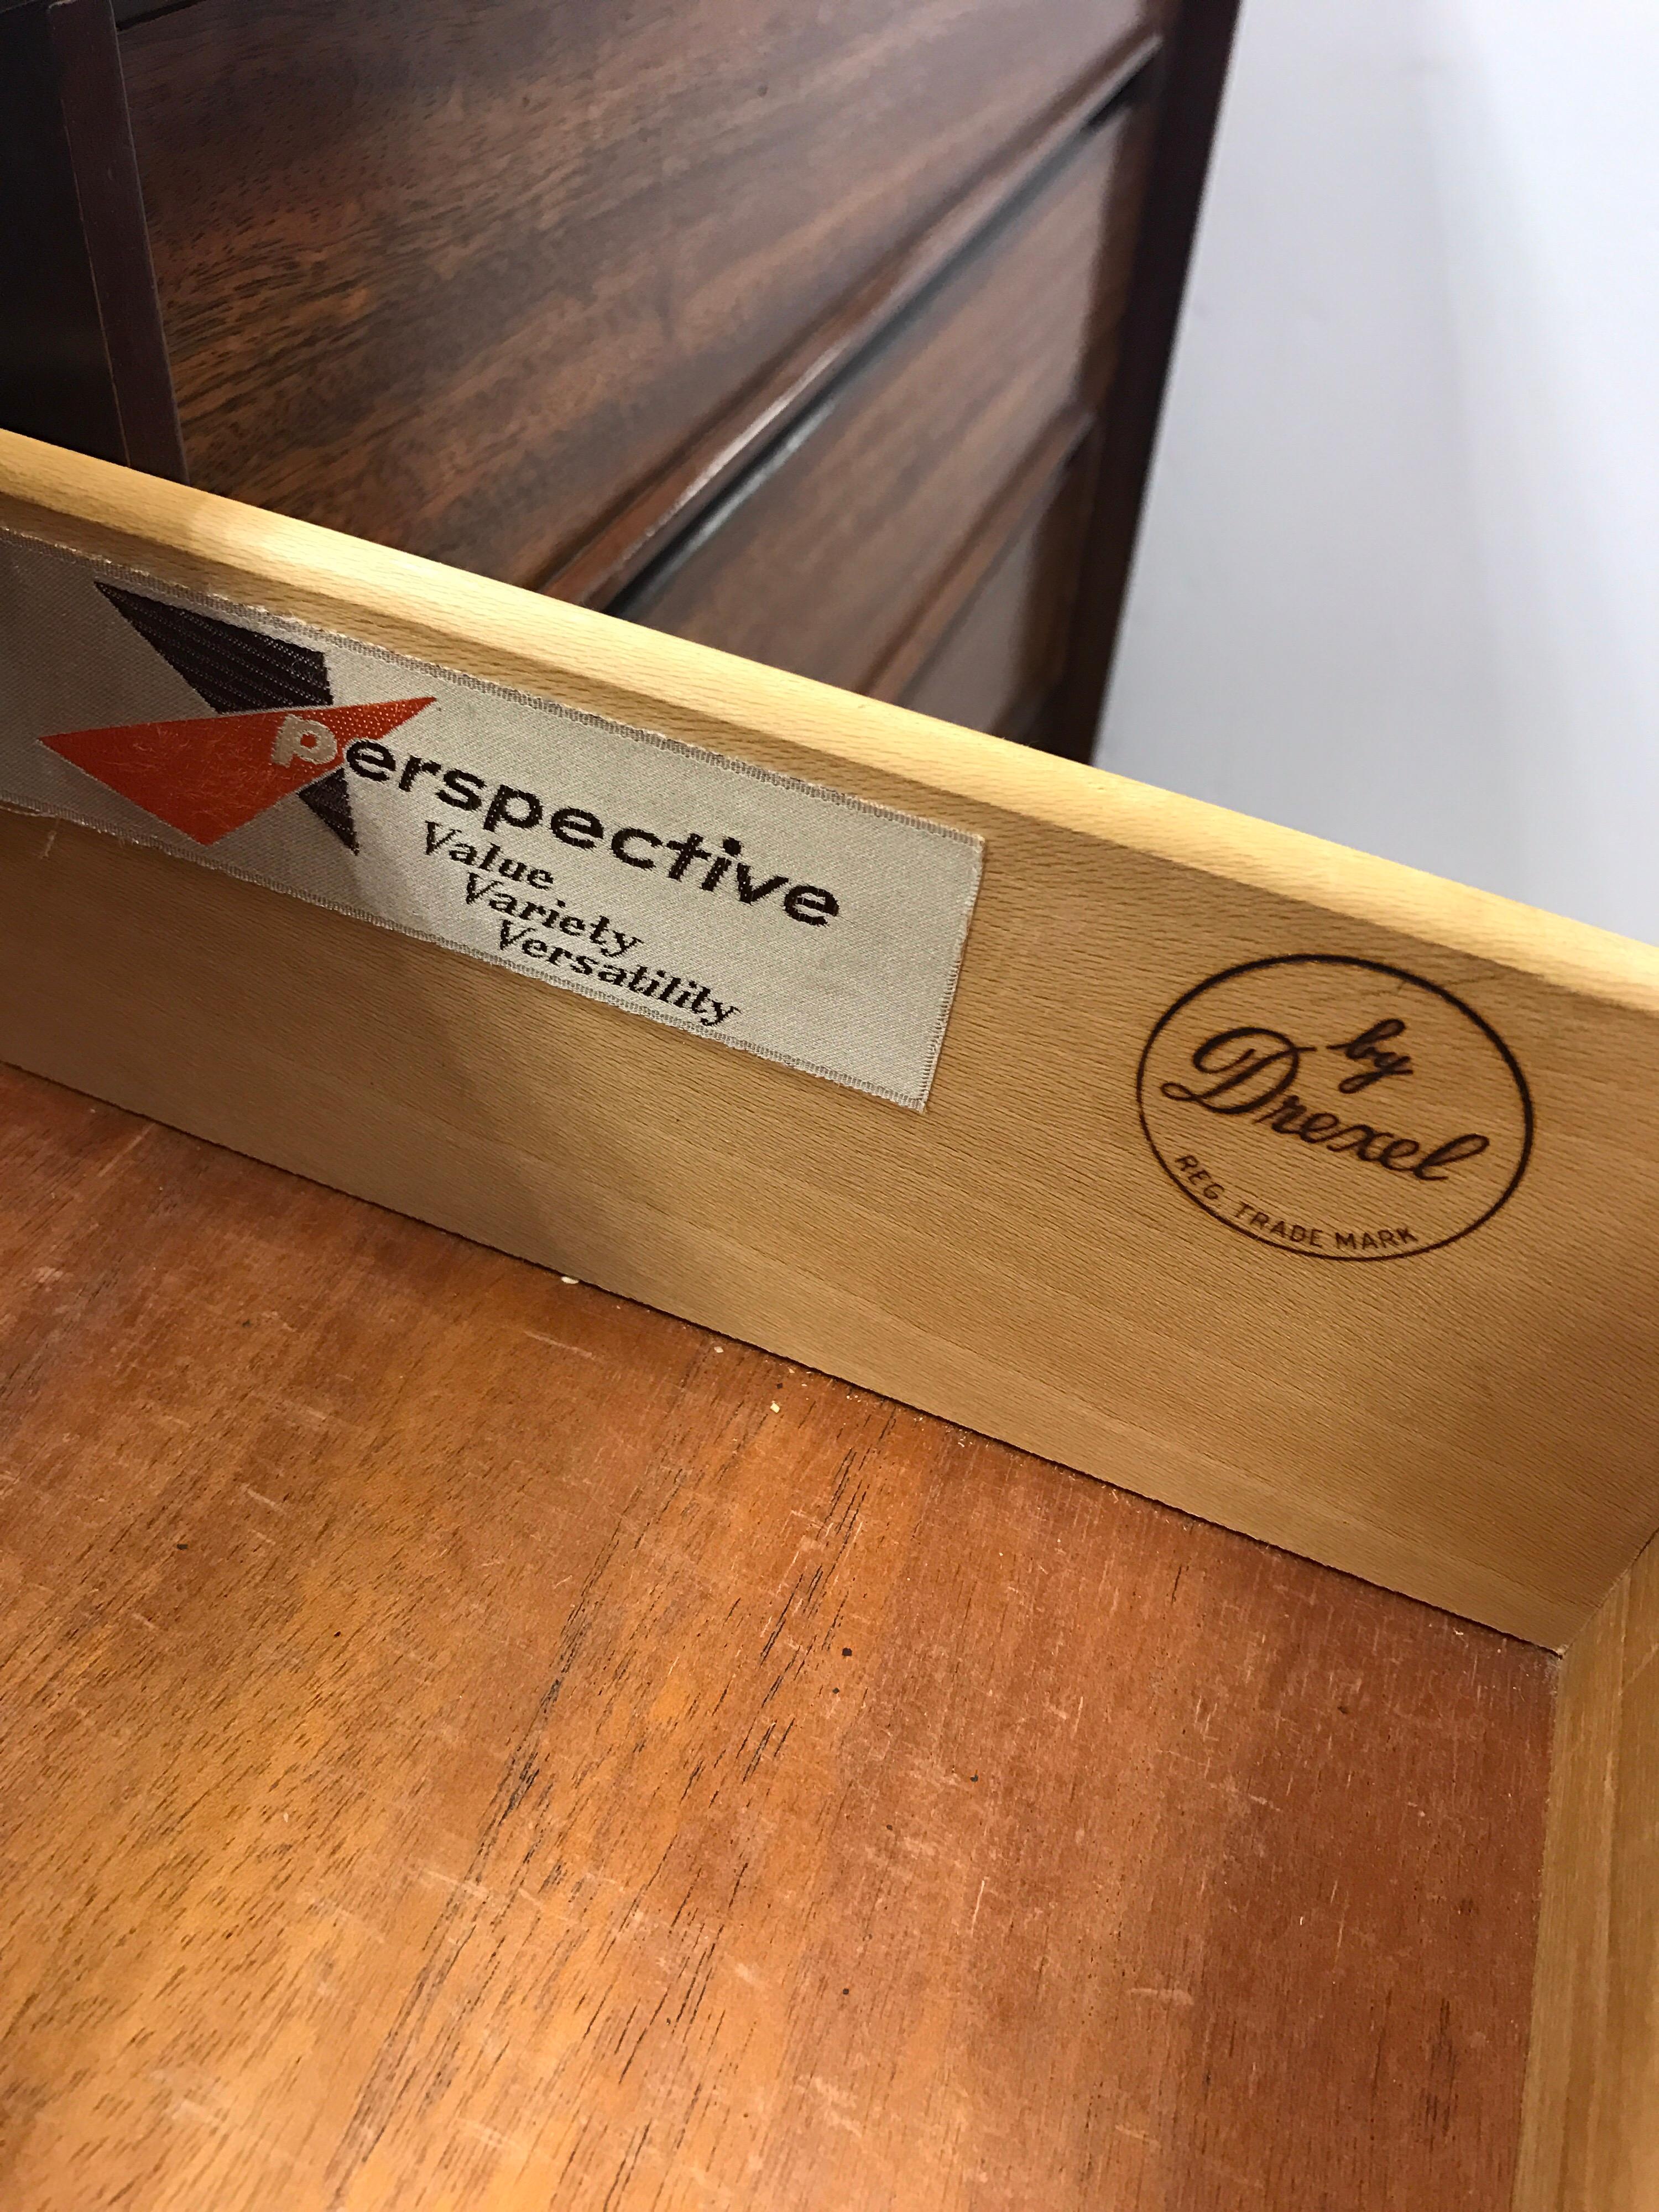 perspective
Value
Variety
Versatility
by
Drexel
REG. TRADE MARK